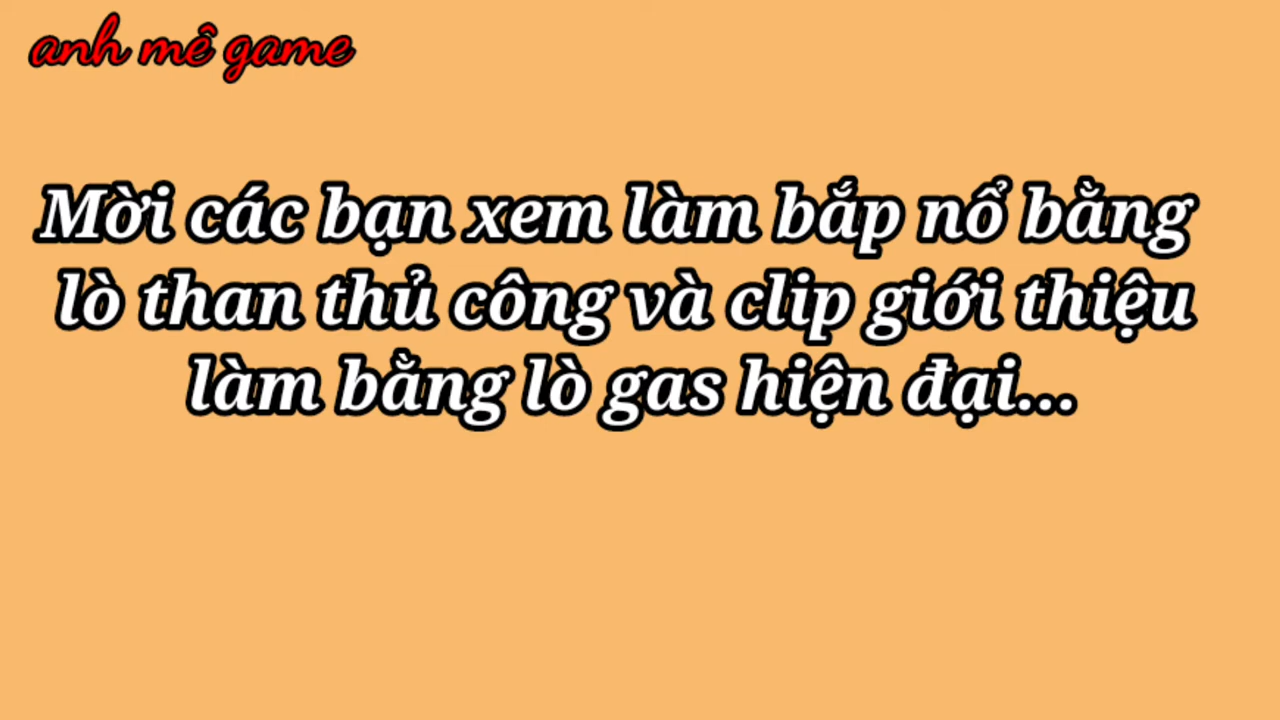 anh mê game
Mời các bạn xem làm bắp nổ bằng
lò than thủ công và clip giới thiệu
làm bằng lò gas hiện đại...